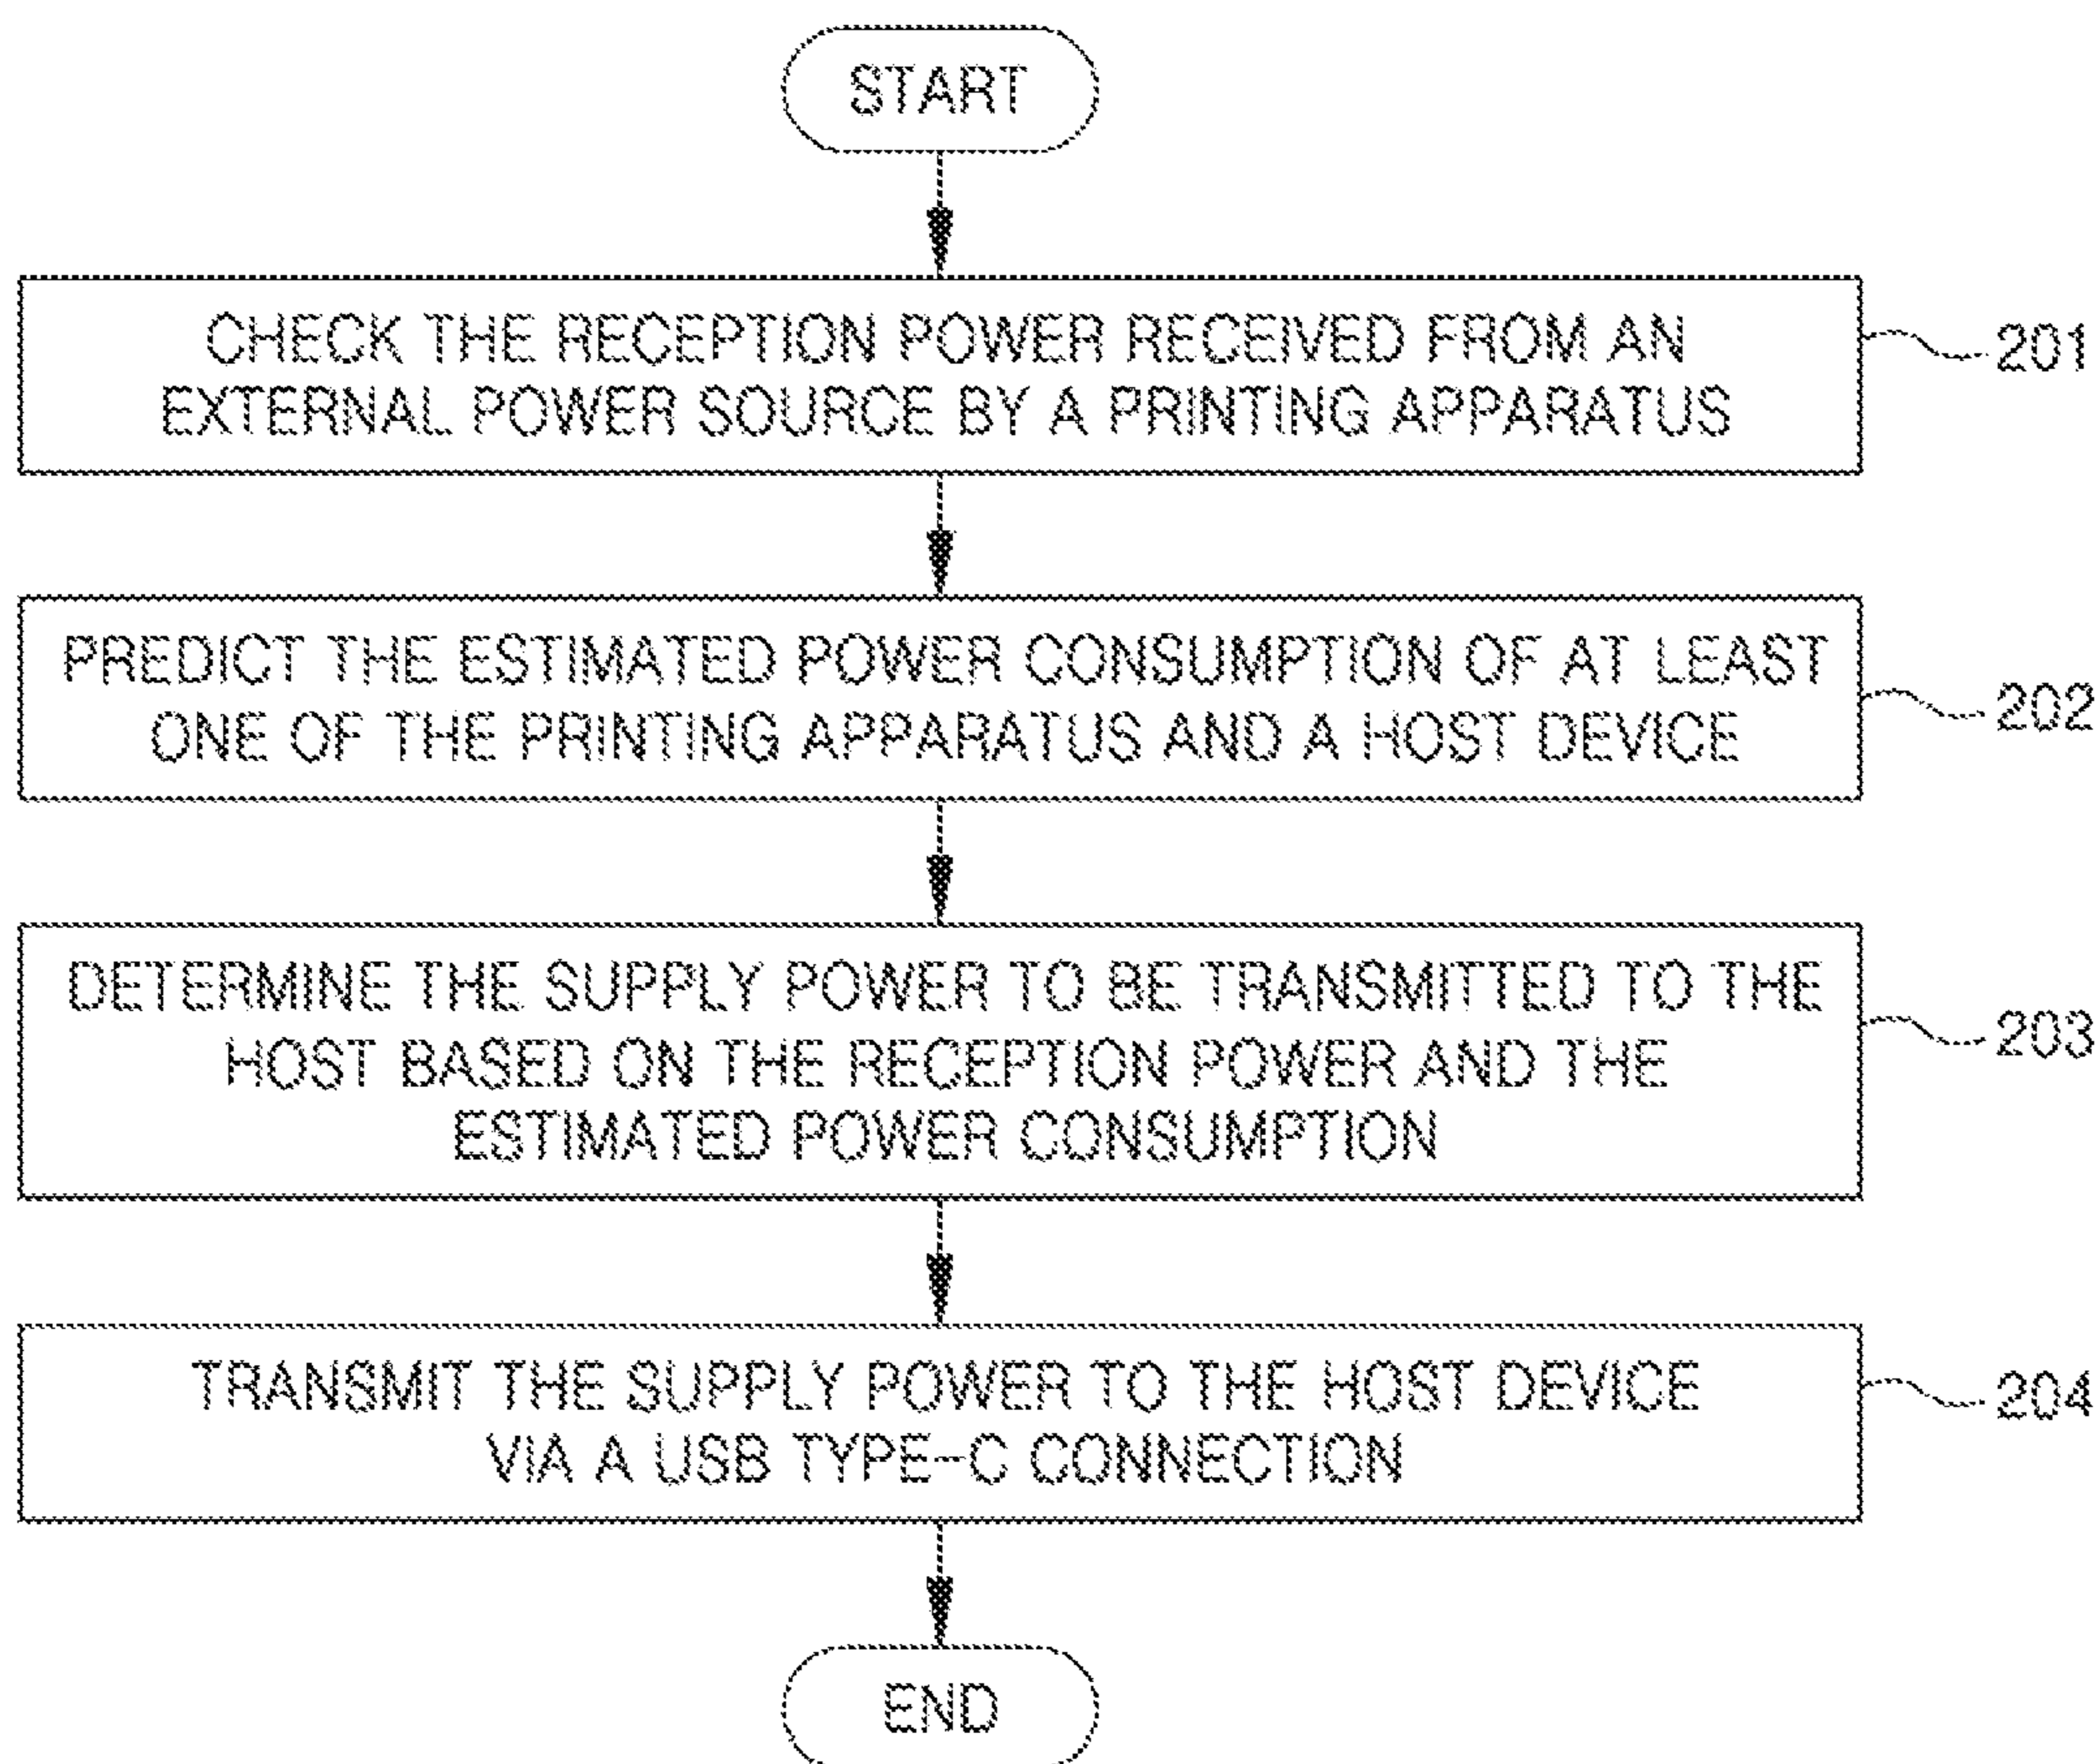 START
CHECK THE RECEPTION POWER RECEIVED FROM AN
EXTERNAL POWER SOURCE BY A PRINTING APPARATUS
201
PREDICT THE ESTIMATED POWER CONSUMPTION OF AT LEAST
ONE OF THE PRINTING APPARATUS AND A HOST DEVICE
202
DETERMINE THE SUPPLY POWER TO BE TRANSMITTED TO THE
HOST BASED ON THE RECEPTION POWER AND THE
ESTIMATED POWER CONSUMPTION
203
TRANSMIT THE SUPPLY POWER TO THE HOST DEVICE
VIA A USB TYPE-C CONNECTION
204
END